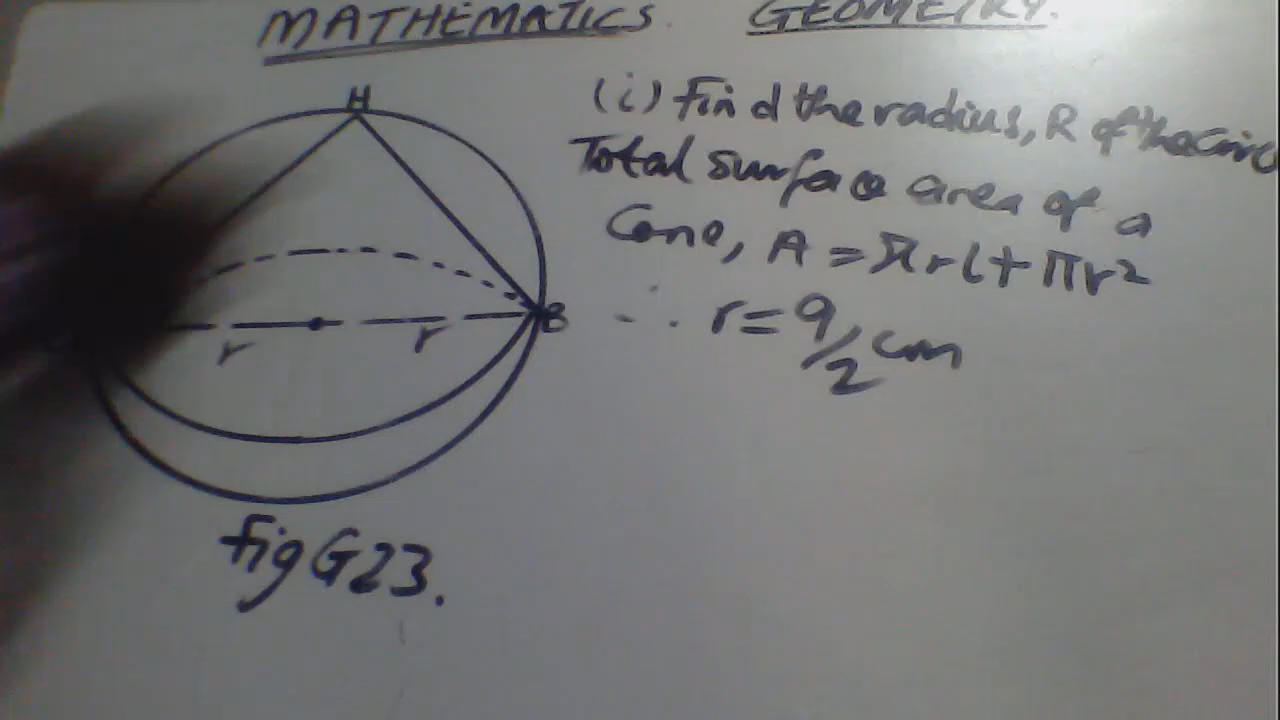 MATHEMATICS. GEOMETRY.
H
(i) Find the radius, R of the Circ
Total surface area of a
Cone, A = πrl + πr²
B
∴ r = 9/2 cm
r r
fig G23.